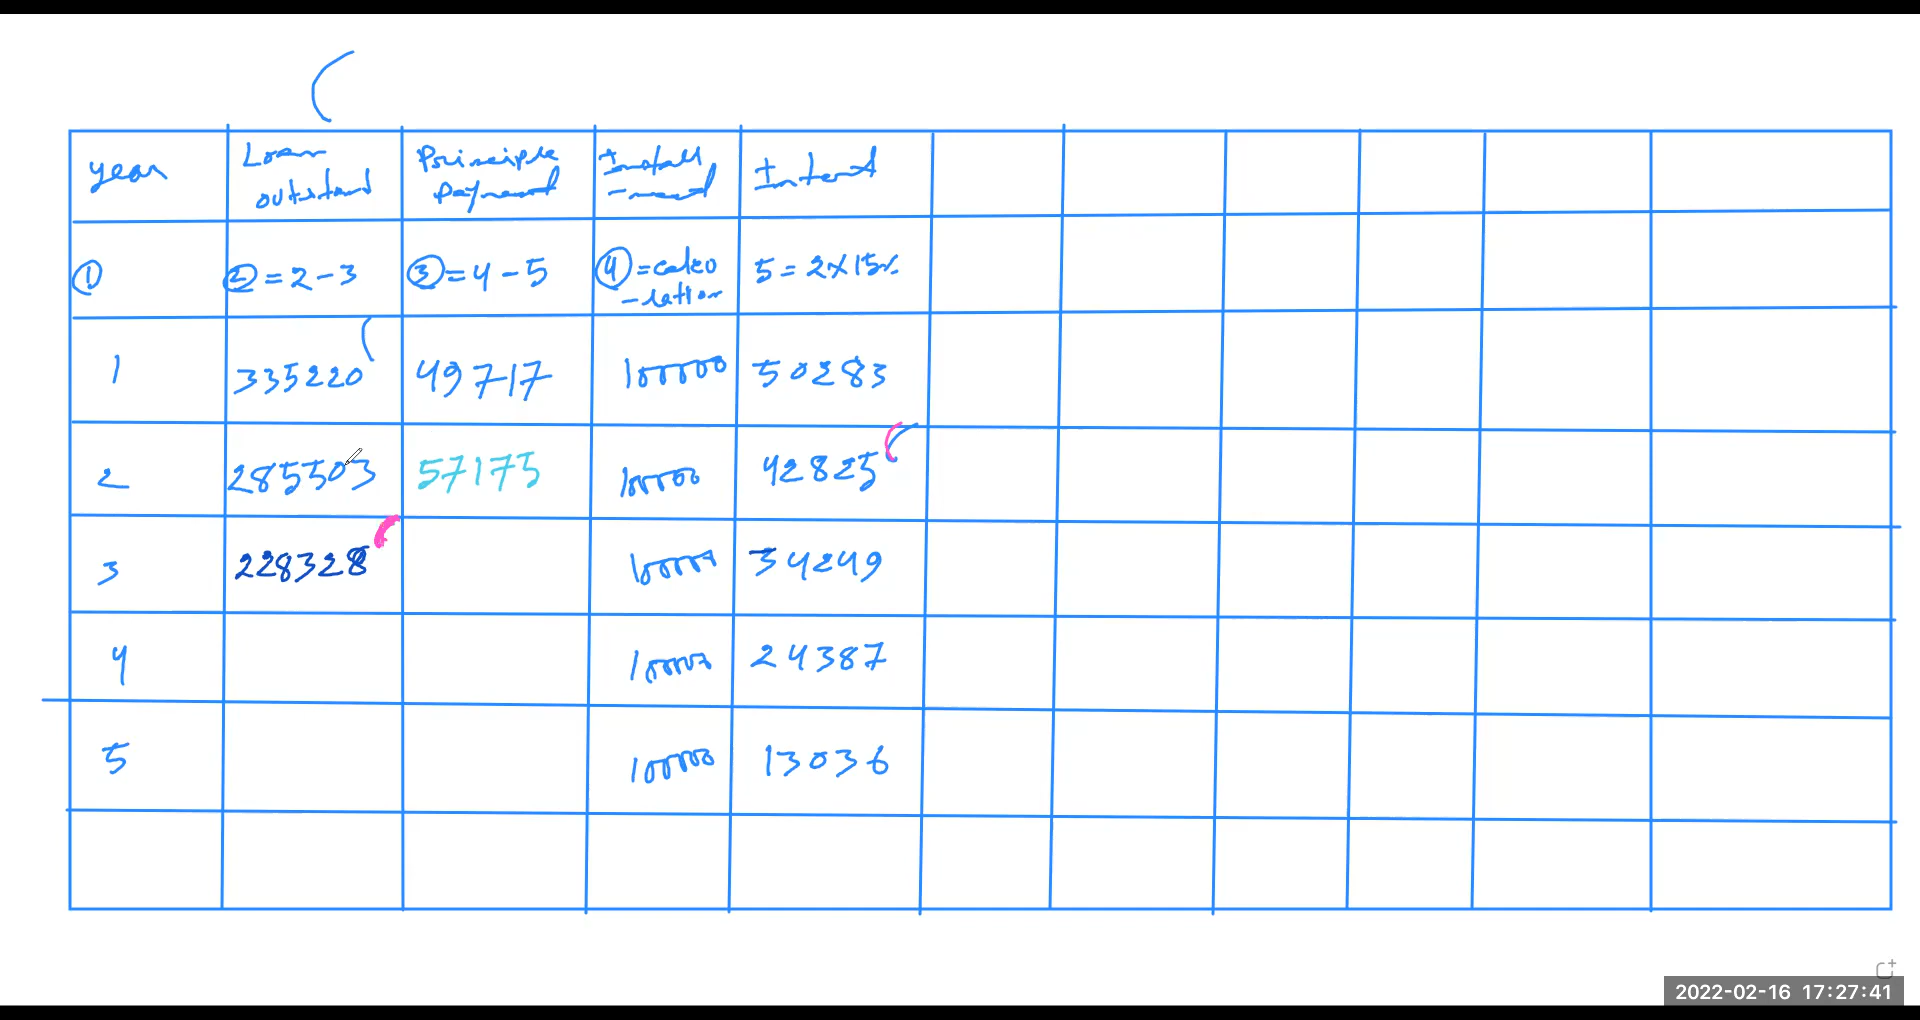 year Loan Principle Install Interst
outstand payment -ment
① ② = 2 - 3 ③ = 4 - 5 ④ = calcu 5 = 2 × 15%
-lation
1 335220 49717 100000 50283
2 285503 57175 100000 42825
3 228328 100000 34249
4 100000 24387
5 100000 13036
2022-02-16 17:27:41